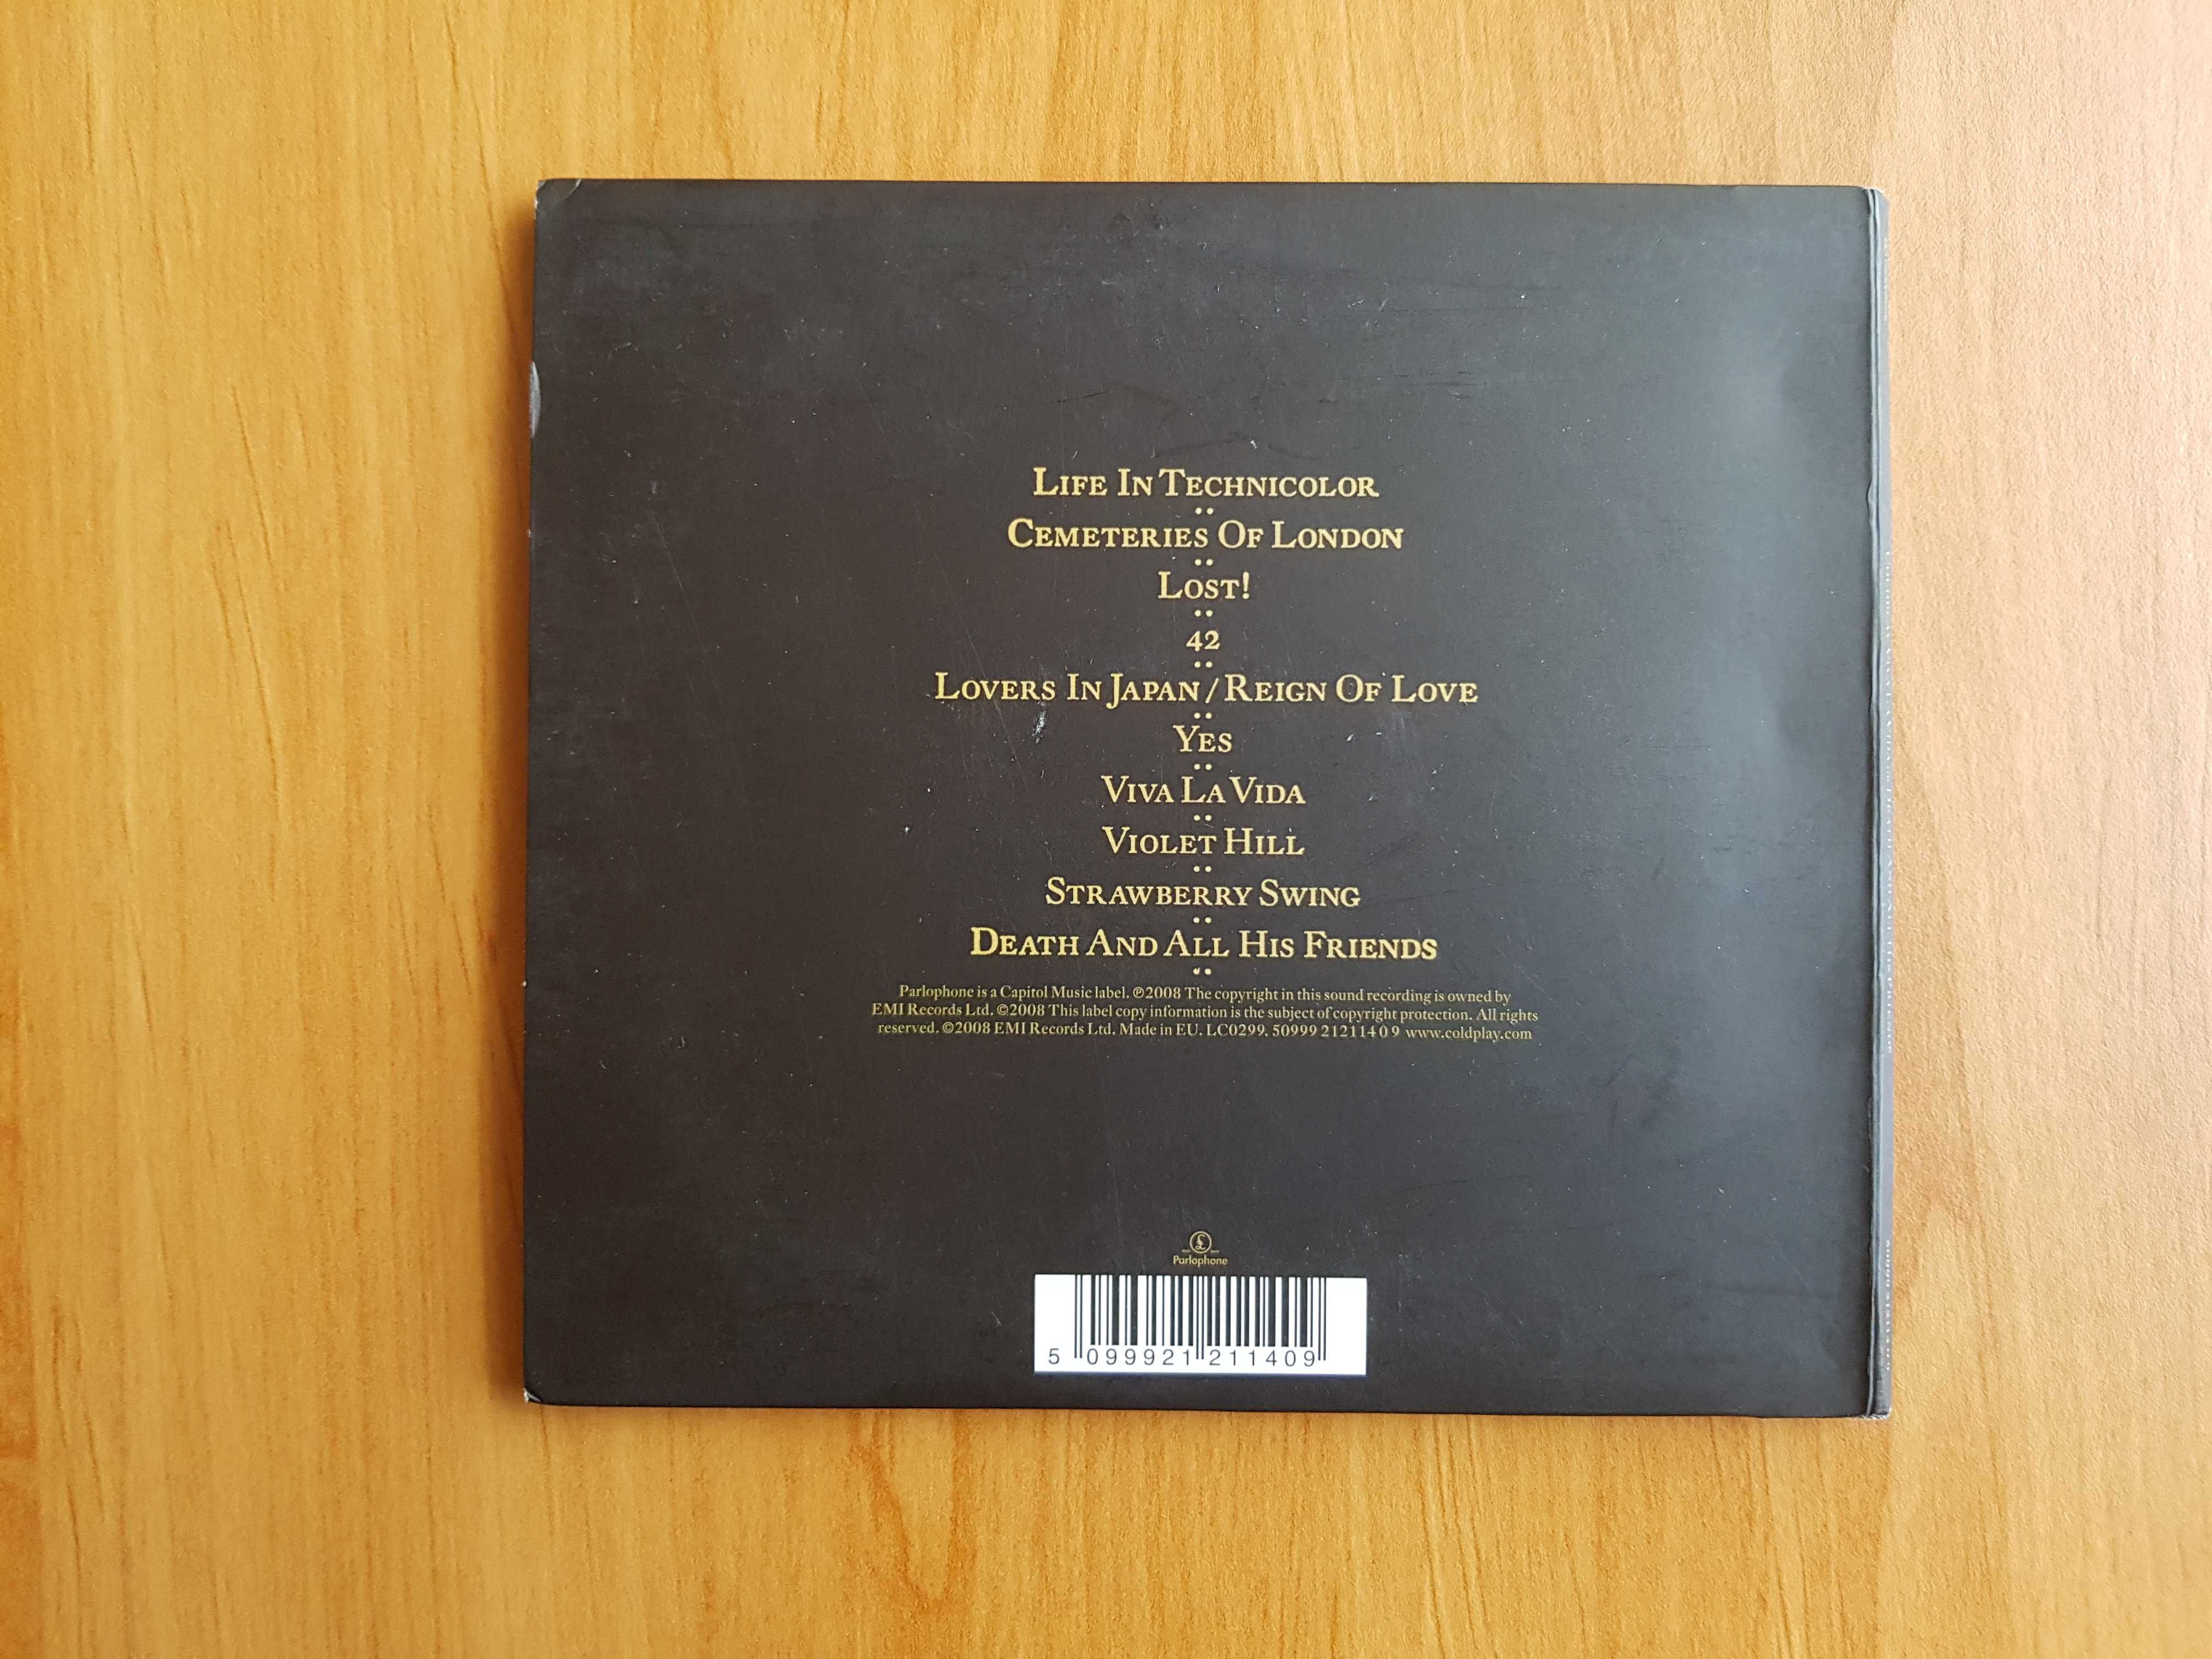 Life In Technicolor
Cemeteries Of London
Lost!
42
Lovers In Japan / Reign Of Love
Yes
Viva La Vida
Violet Hill
Strawberry Swing
Death And All His Friends
Parlophone is a Capitol Music label. ℗2008 The copyright in this sound recording is owned by
EMI Records Ltd. ©2008 This label copy information is the subject of copyright protection. All rights
reserved. ©2008 EMI Records Ltd. Made in EU. LC0299. 50999 212114 0 9 www.coldplay.com
£
Parlophone
5 099921 211409